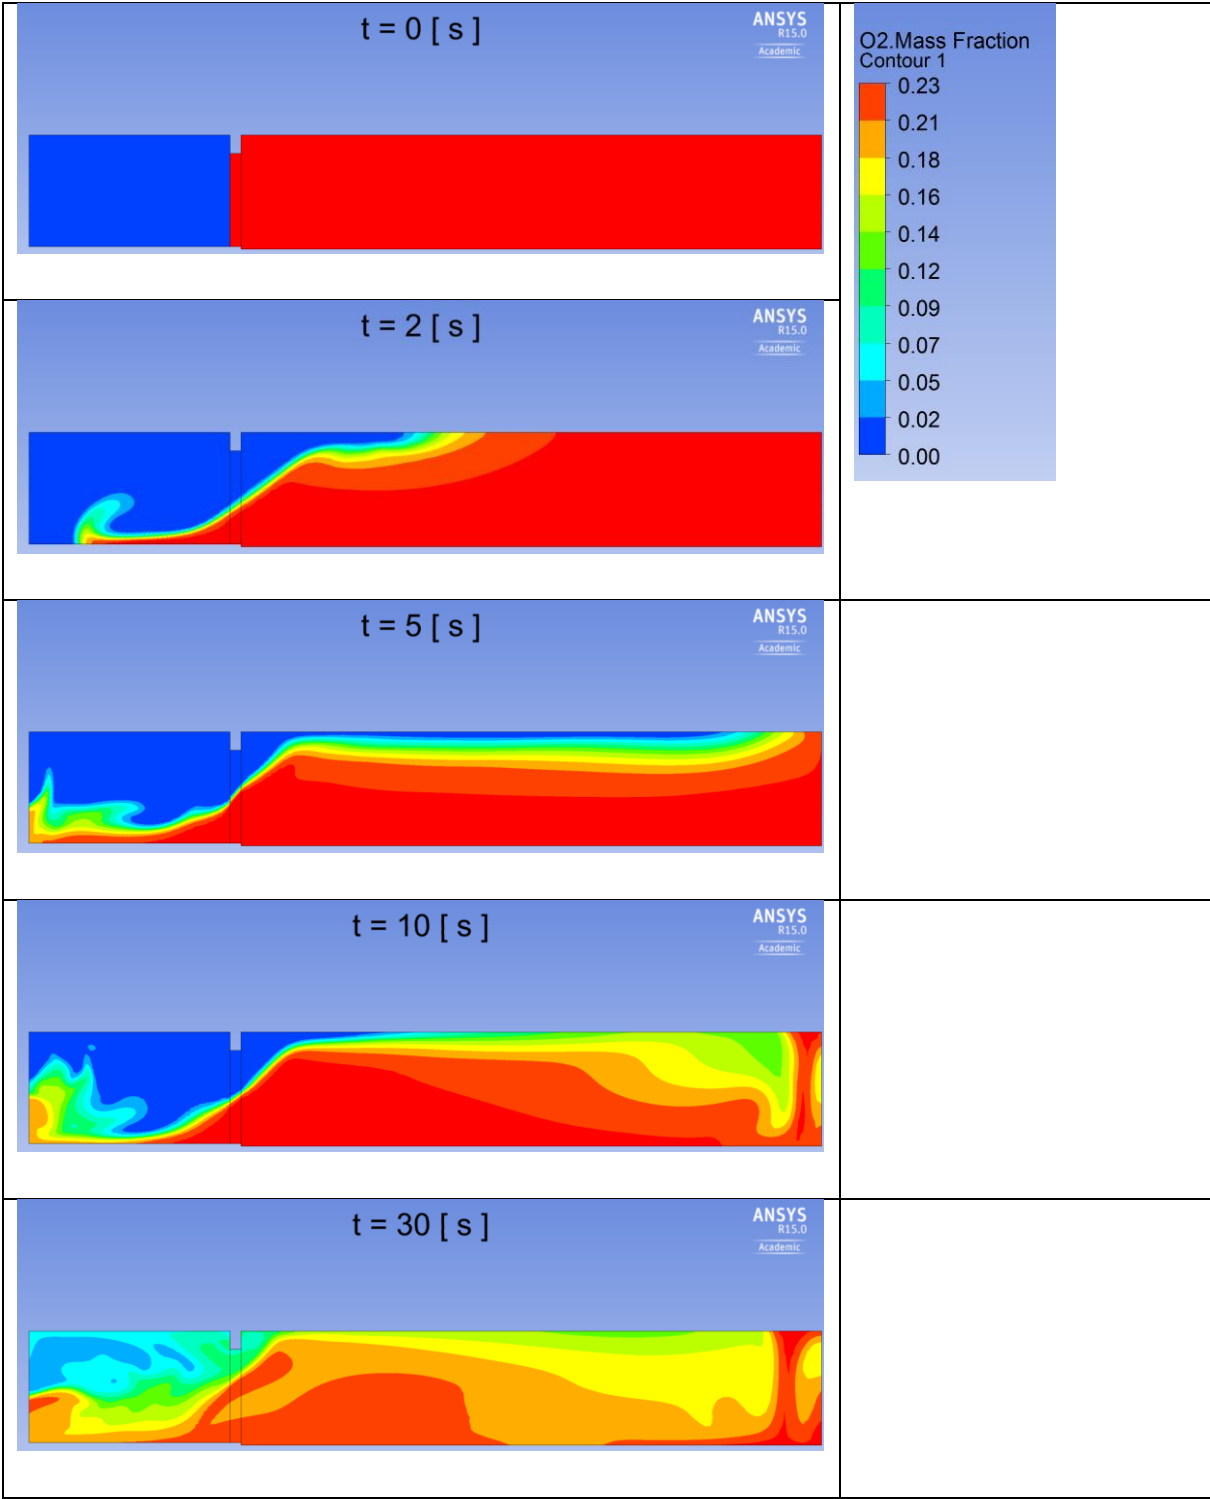 t = 0 [ s ]
ANSYS
R15.0
Academic
O2.Mass Fraction
Contour 1
0.23
0.21
0.18
0.16
0.14
0.12
0.09
0.07
0.05
0.02
0.00
t = 2 [ s ]
ANSYS
R15.0
Academic
t = 5 [ s ]
ANSYS
R15.0
Academic
t = 10 [ s ]
ANSYS
R15.0
Academic
t = 30 [ s ]
ANSYS
R15.0
Academic